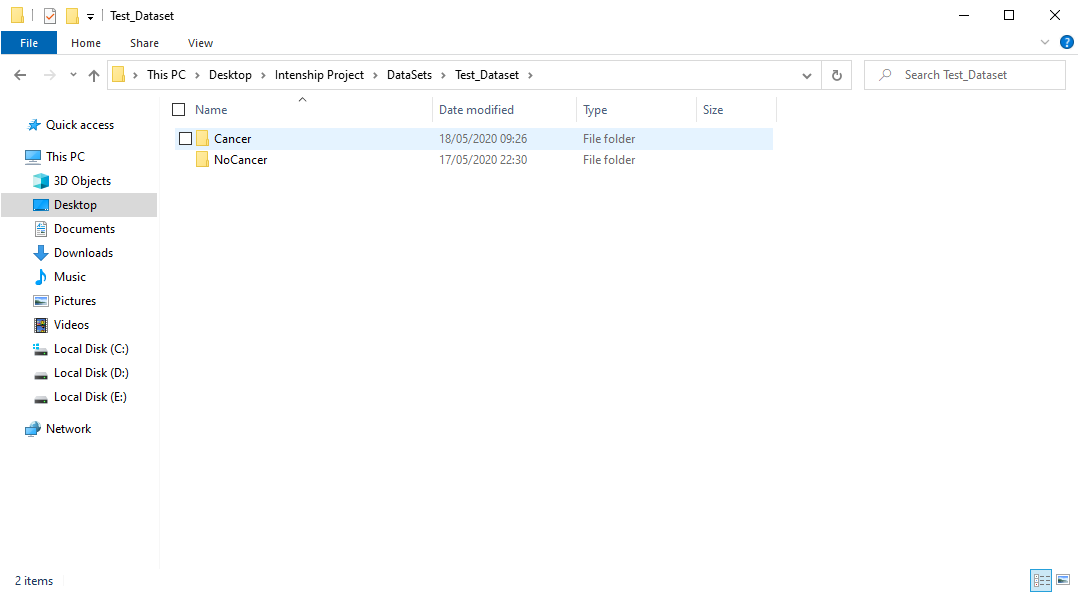 Test_Dataset
File Home Share View
This PC Desktop Intenship Project DataSets Test_Dataset
Search Test_Dataset
Name Date modified Type Size
Cancer 18/05/2020 09:26 File folder
NoCancer 17/05/2020 22:30 File folder
Quick access
This PC
3D Objects
Desktop
Documents
Downloads
Music
Pictures
Videos
Local Disk (C:)
Local Disk (D:)
Local Disk (E:)
Network
2 items